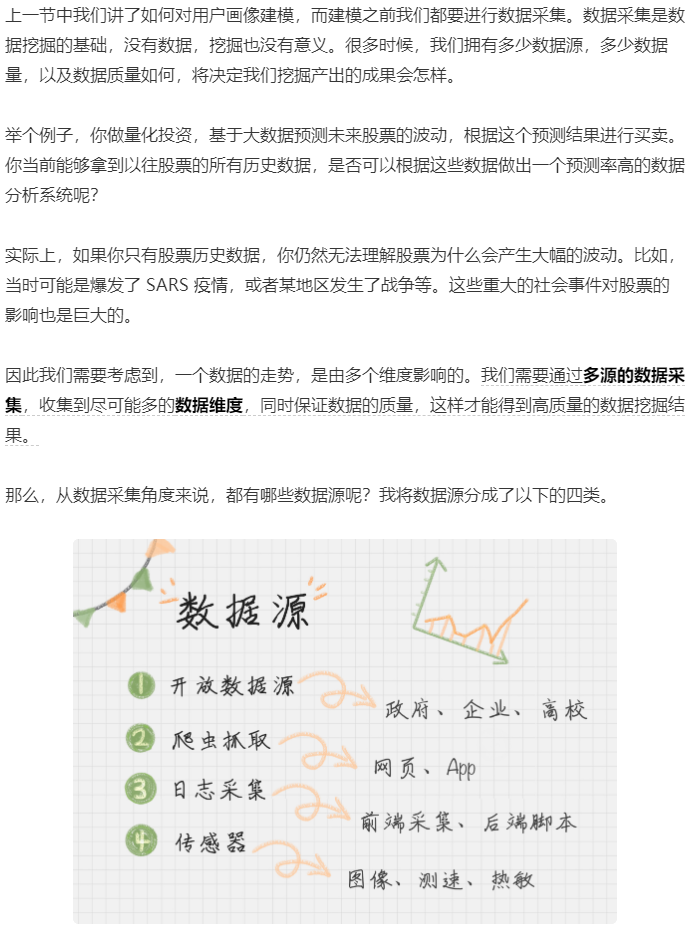 上一节中我们讲了如何对用户画像建模，而建模之前我们都要进行数据采集。数据采集是数
据挖掘的基础，没有数据，挖掘也没有意义。很多时候，我们拥有多少数据源，多少数据
量，以及数据质量如何，将决定我们挖掘产出的成果会怎样。
举个例子，你做量化投资，基于大数据预测未来股票的波动，根据这个预测结果进行买卖。
你当前能够拿到以往股票的所有历史数据，是否可以根据这些数据做出一个预测率高的数据
分析系统呢？
实际上，如果你只有股票历史数据，你仍然无法理解股票为什么会产生大幅的波动。比如，
当时可能是爆发了 SARS 疫情，或者某地区发生了战争等。这些重大的社会事件对股票的
影响也是巨大的。
因此我们需要考虑到，一个数据的走势，是由多个维度影响的。我们需要通过多源的数据采
集，收集到尽可能多的数据维度，同时保证数据的质量，这样才能得到高质量的数据挖掘结
果。
那么，从数据采集角度来说，都有哪些数据源呢？我将数据源分成了以下的四类。
数据源
1 开放数据源
政府、企业、高校
2 爬虫抓取
网页、App
3 日志采集
前端采集、后端脚本
4 传感器
图像、测速、热敏